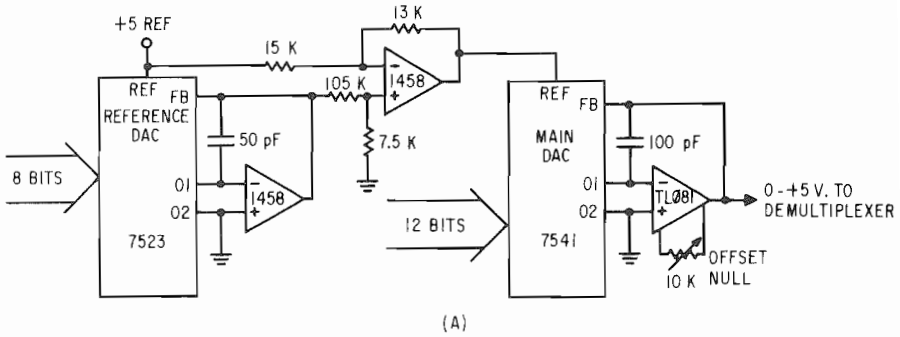 +5 REF
13 K
15 K
1458
- +
REF
FB
REFERENCE
DAC
105 K
50 pF
7.5 K
8 BITS
O1
O2
1458
- +
7523
REF
FB
MAIN
DAC
100 pF
O1
O2
TLØ81
- +
0-+5 V. TO
DEMULTIPLEXER
12 BITS
7541
OFFSET
NULL
10 K
(A)